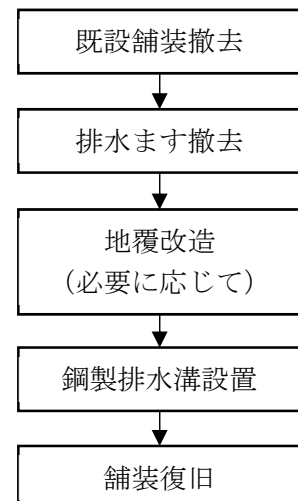 既設舗装撤去
排水ます撤去
地覆改造
（必要に応じて）
鋼製排水溝設置
舗装復旧